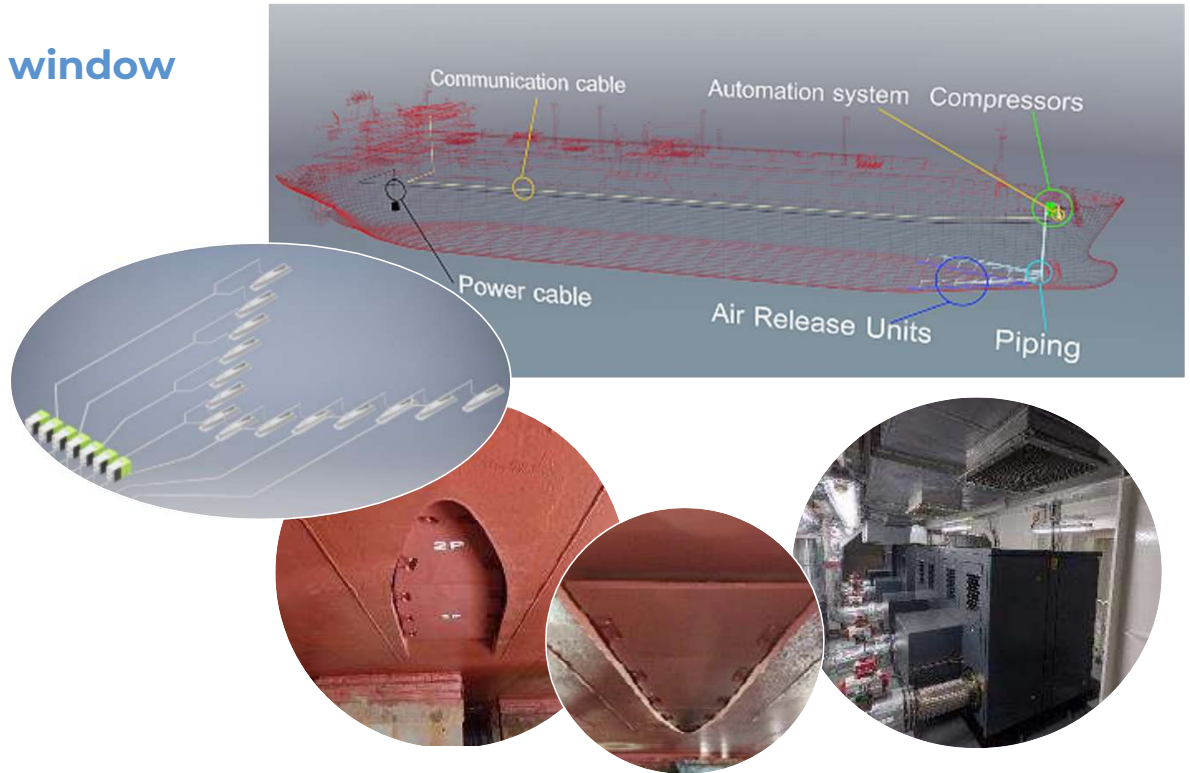 window
Communication cable
Automation system
Compressors
Power cable
Air Release Units
Piping
2P